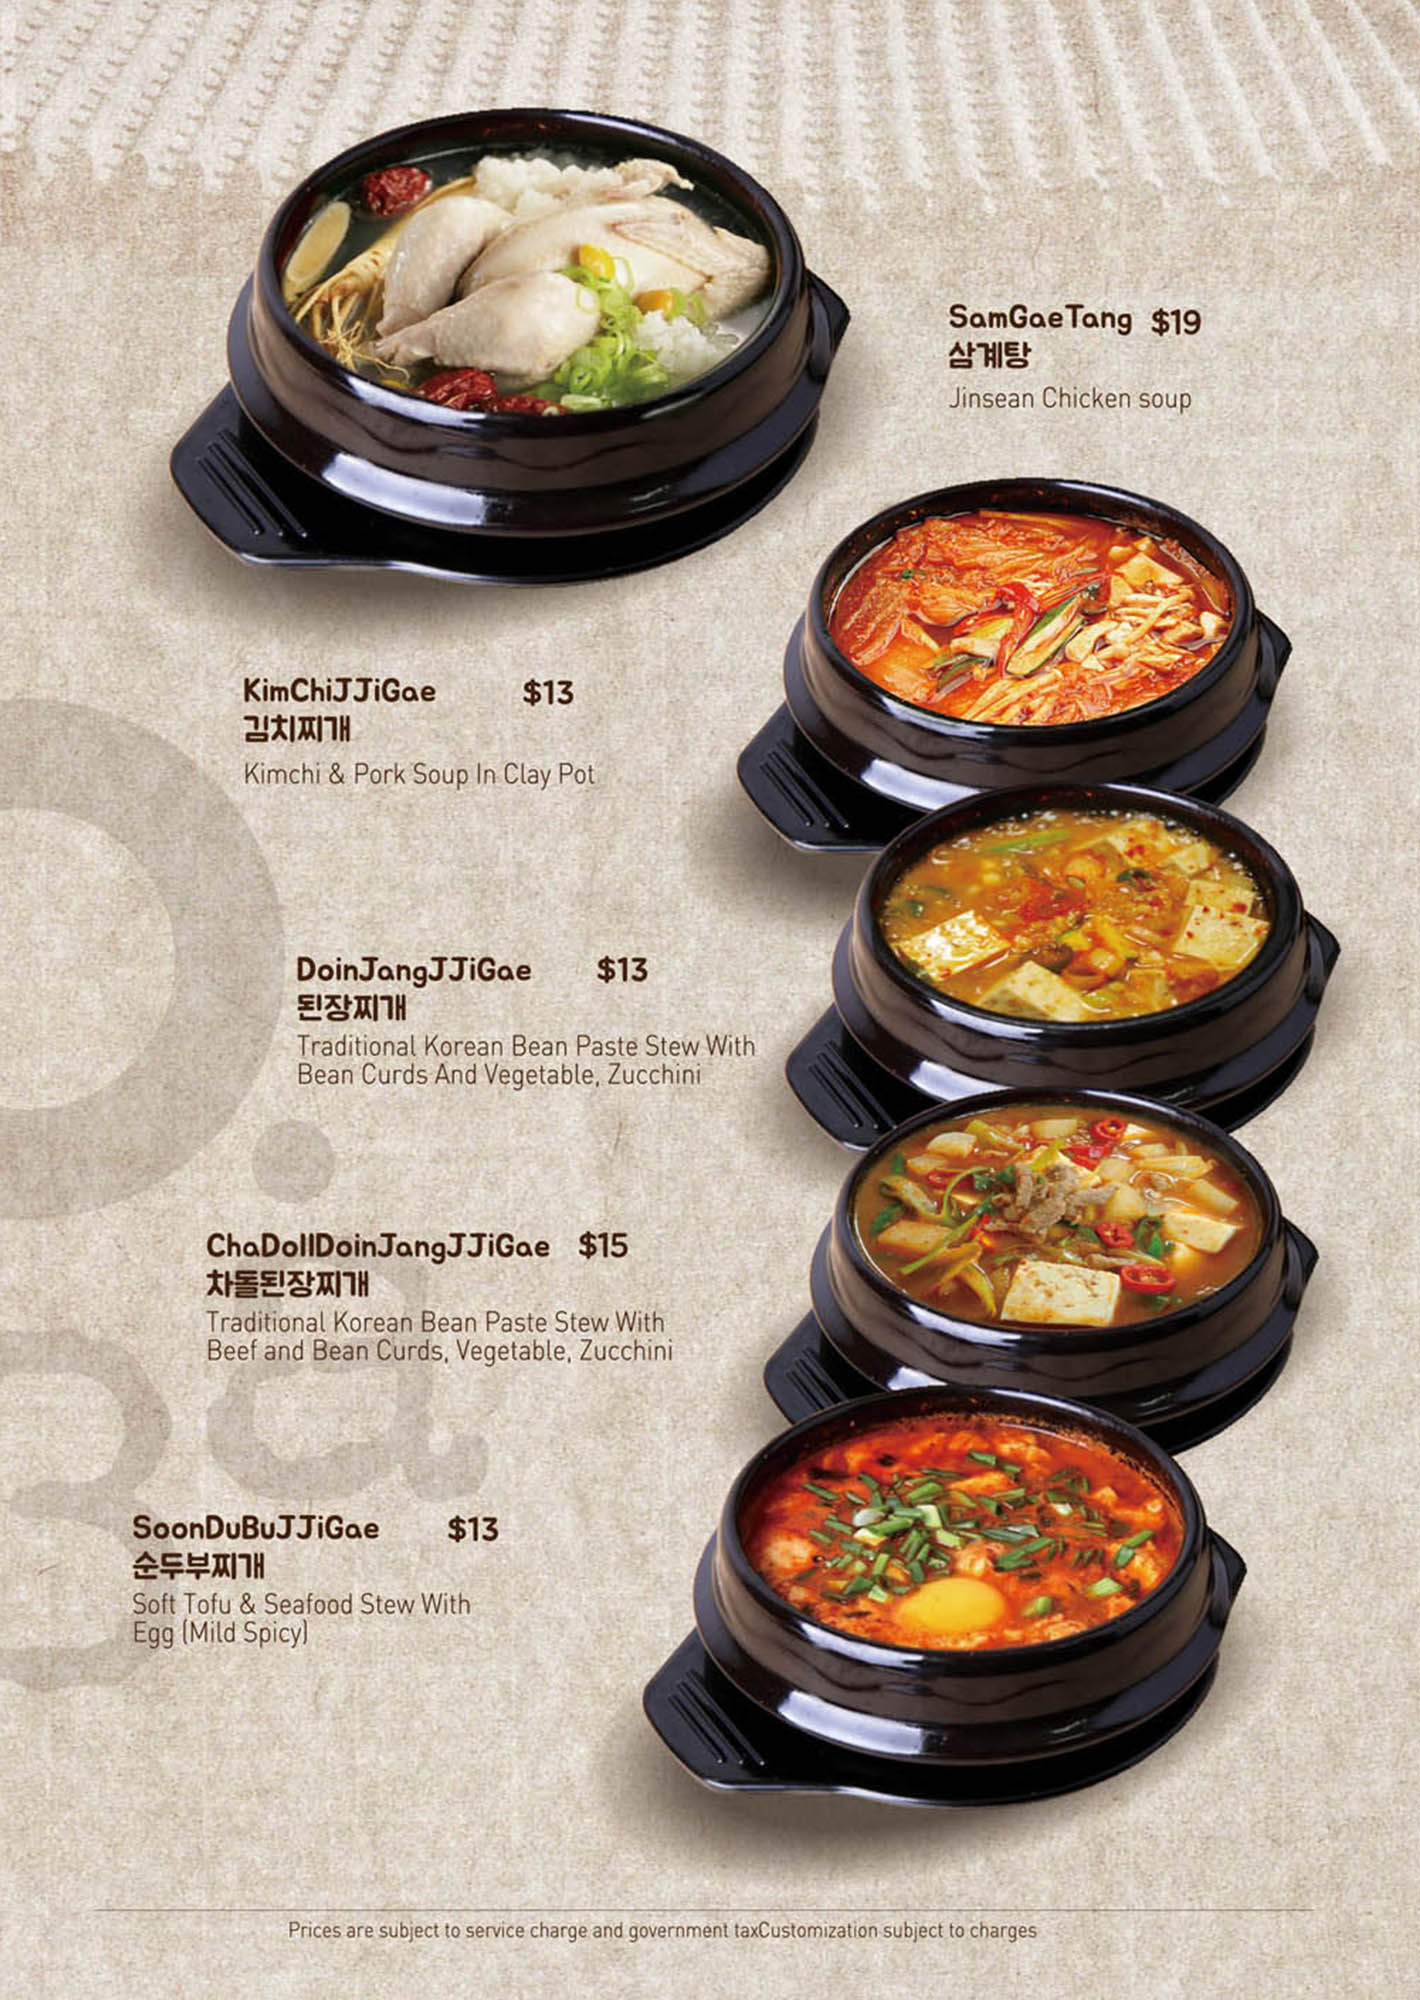 SamGaeTang $19
삼계탕
Jinsean Chicken soup
KimChiJJiGae $13
김치찌개
Kimchi & Pork Soup In Clay Pot
DoinJangJJiGae $13
된장찌개
Traditional Korean Bean Paste Stew With
Bean Curds And Vegetable, Zucchini
ChaDollDoinJangJJiGae $15
차돌된장찌개
Traditional Korean Bean Paste Stew With
Beef and Bean Curds, Vegetable, Zucchini
SoonDuBuJJiGae $13
순두부찌개
Soft Tofu & Seafood Stew With
Egg (Mild Spicy)
Prices are subject to service charge and government taxCustomization subject to charges